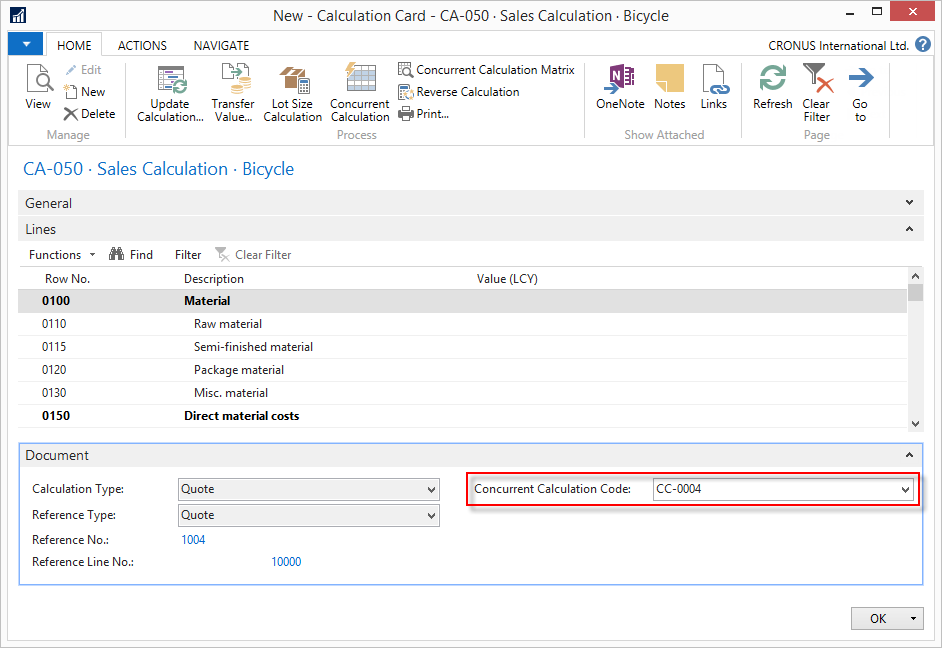 New - Calculation Card - CA-050 · Sales Calculation · Bicycle
HOME ACTIONS NAVIGATE CRONUS International Ltd. ?
View Edit New Delete
Update Calculation... Transfer Value... Lot Size Calculation Concurrent Calculation
Concurrent Calculation Matrix
Reverse Calculation
Print...
OneNote Notes Links
Refresh Clear Filter Go to
Manage Process Show Attached Page
CA-050 · Sales Calculation · Bicycle
General
Lines
Functions Find Filter Clear Filter
Row No. Description Value (LCY)
0100 Material
0110 Raw material
0115 Semi-finished material
0120 Package material
0130 Misc. material
0150 Direct material costs
Document
Calculation Type: Quote Concurrent Calculation Code: CC-0004
Reference Type: Quote
Reference No.: 1004
Reference Line No.: 10000
OK